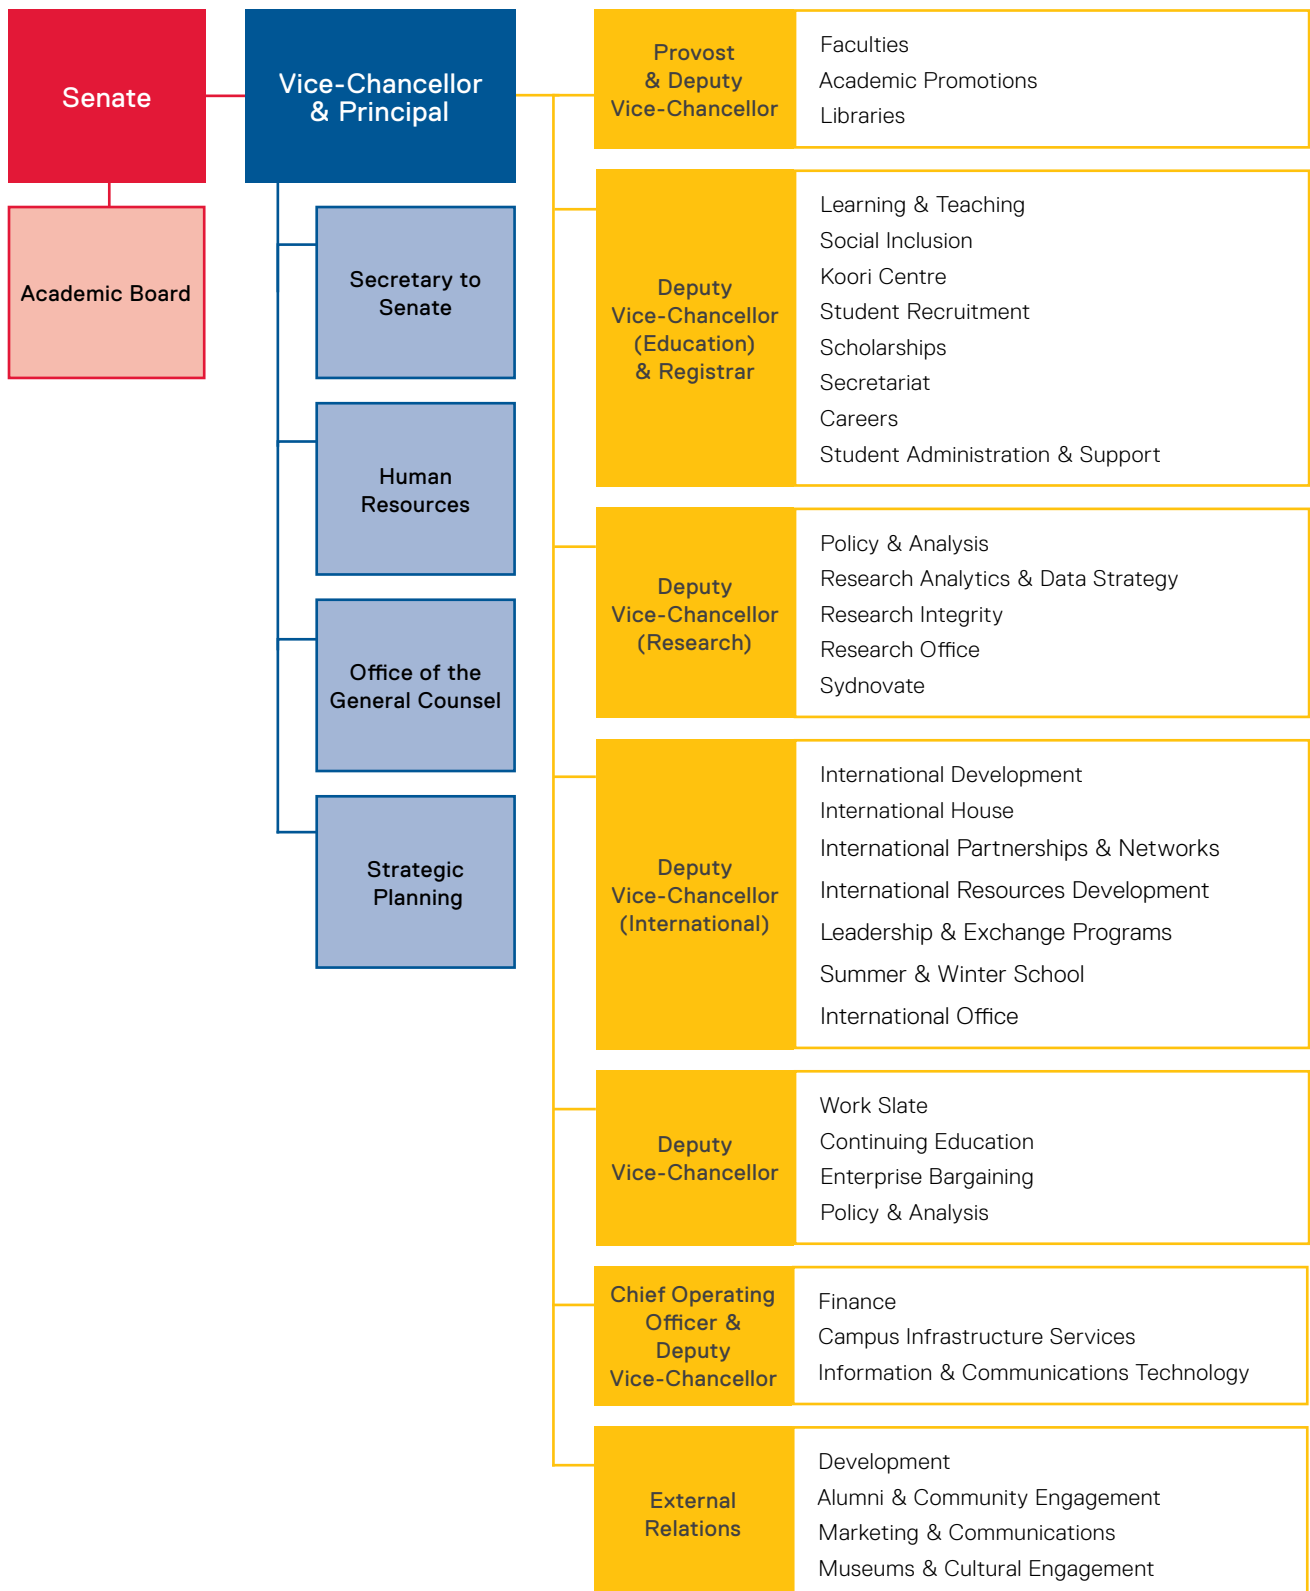 Senate
Academic Board
Vice-Chancellor
& Principal
Secretary to
Senate
Human
Resources
Office of the
General Counsel
Strategic
Planning
Provost
& Deputy
Vice-Chancellor
Faculties
Academic Promotions
Libraries
Deputy
Vice-Chancellor
(Education)
& Registrar
Learning & Teaching
Social Inclusion
Koori Centre
Student Recruitment
Scholarships
Secretariat
Careers
Student Administration & Support
Deputy
Vice-Chancellor
(Research)
Policy & Analysis
Research Analytics & Data Strategy
Research Integrity
Research Office
Sydnovate
Deputy
Vice-Chancellor
(International)
International Development
International House
International Partnerships & Networks
International Resources Development
Leadership & Exchange Programs
Summer & Winter School
International Office
Deputy
Vice-Chancellor
Work Slate
Continuing Education
Enterprise Bargaining
Policy & Analysis
Chief Operating
Officer &
Deputy
Vice-Chancellor
Finance
Campus Infrastructure Services
Information & Communications Technology
External
Relations
Development
Alumni & Community Engagement
Marketing & Communications
Museums & Cultural Engagement